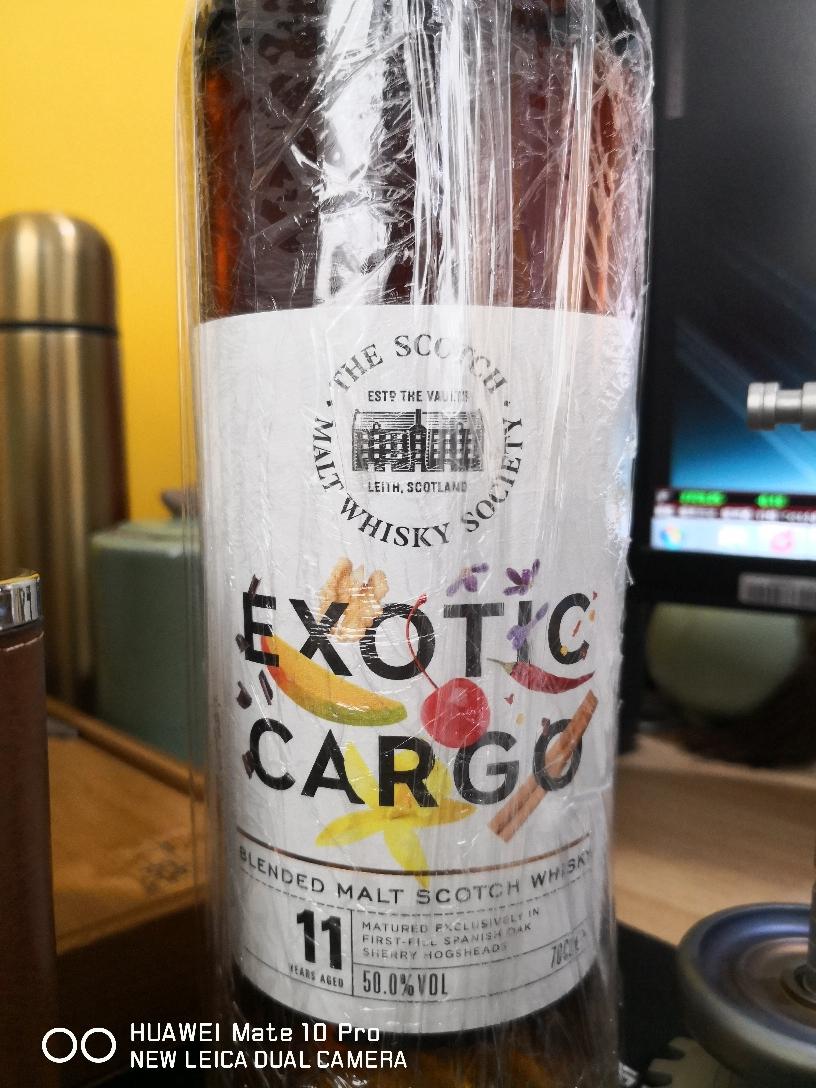 THE SCOTCH
MALT WHISKY SOCIETY
ESTD THE VAULTS
LEITH, SCOTLAND
EXOTIC
CARGO
BLENDED MALT SCOTCH WHISKY
11
YEARS AGED
MATURED EXCLUSIVELY IN
FIRST-FILL SPANISH OAK
SHERRY HOGSHEADS
50.0%VOL
HUAWEI Mate 10 Pro
NEW LEICA DUAL CAMERA